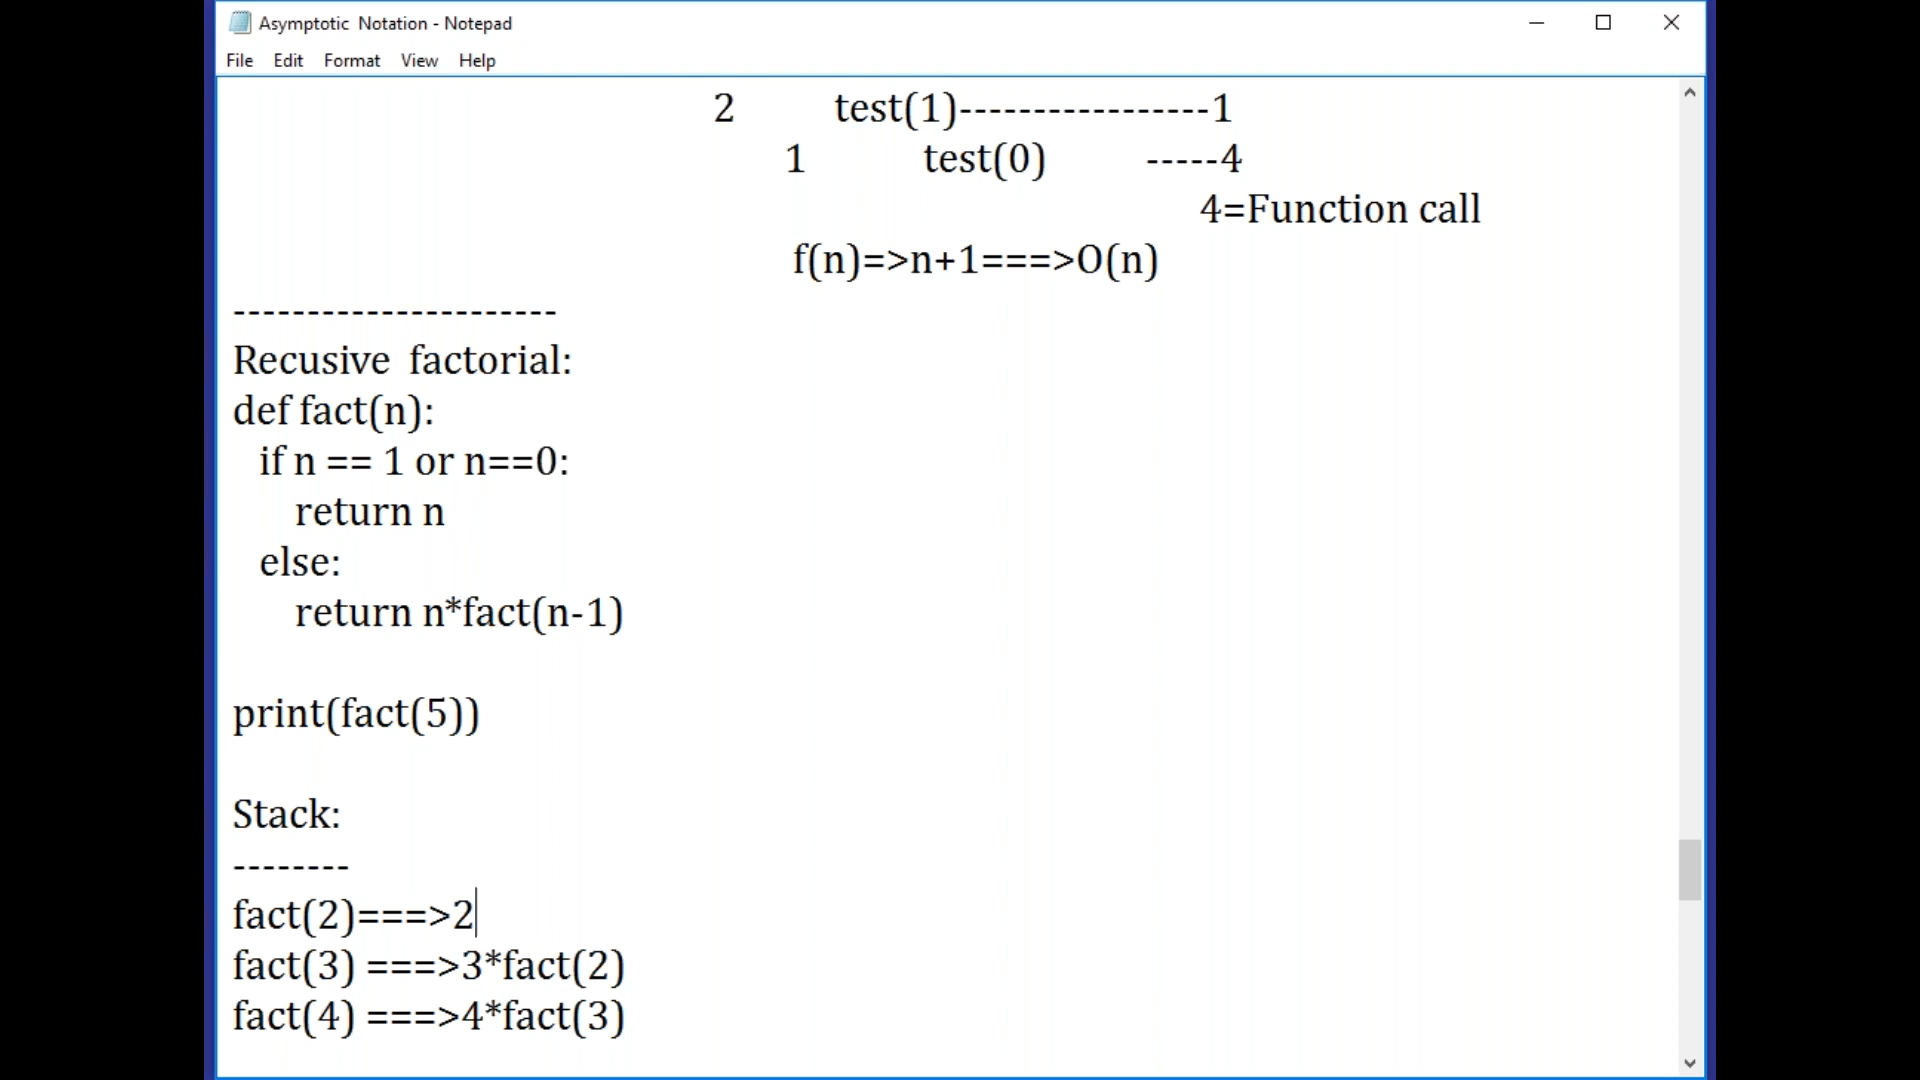 Asymptotic Notation - Notepad
File Edit Format View Help
2 test(1)-----------------1
1 test(0) -----4
4=Function call
f(n)=>n+1===>O(n)
----------------------
Recusive factorial:
def fact(n):
if n == 1 or n==0:
return n
else:
return n*fact(n-1)
print(fact(5))
Stack:
--------
fact(2)===>2
fact(3) ===>3*fact(2)
fact(4) ===>4*fact(3)